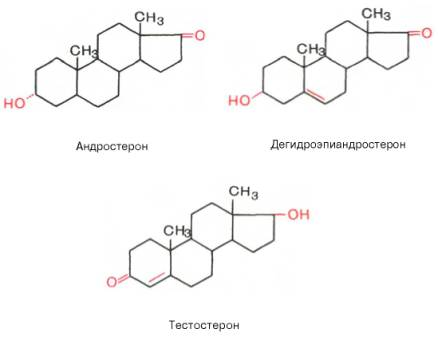 CH₃
O
CH₃
HO
Андростерон
CH₃
O
CH₃
HO
Дегидроэпиандростерон
CH₃
OH
CH₃
O
Тестостерон